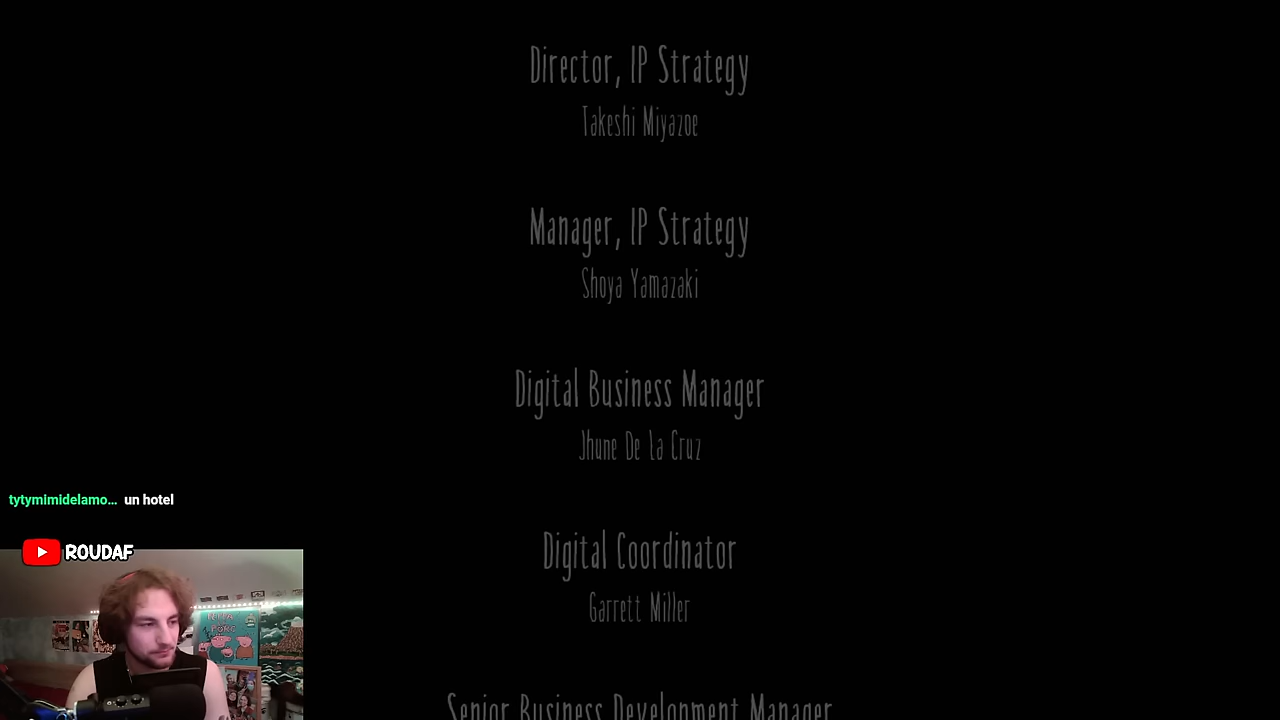 Director, IP Strategy
Takeshi Miyazoe
Manager, IP Strategy
Shoya Yamazaki
Digital Business Manager
Jhune De La Cruz
Digital Coordinator
Garrett Miller
Senior Business Development Manager
tytymimidelamo... un hotel
ROUDAF